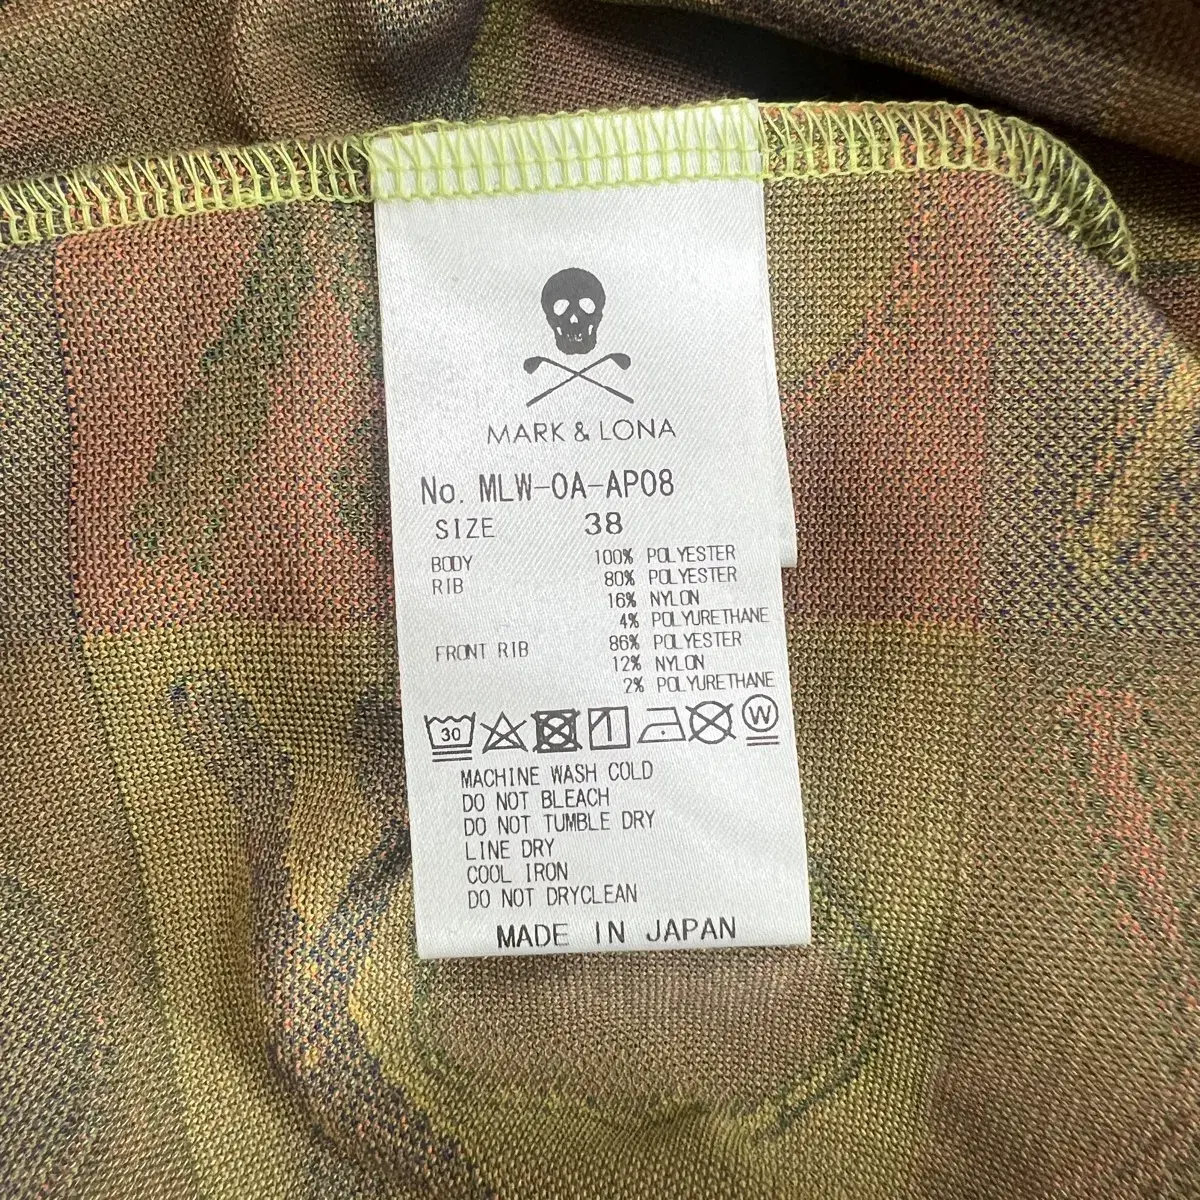 MARK & LONA
No. MLW-0A-AP08
SIZE 38
BODY 100% POLYESTER
RIB 80% POLYESTER
16% NYLON
4% POLYURETHANE
FRONT RIB 86% POLYESTER
12% NYLON
2% POLYURETHANE
30 W
MACHINE WASH COLD
DO NOT BLEACH
DO NOT TUMBLE DRY
LINE DRY
COOL IRON
DO NOT DRYCLEAN
MADE IN JAPAN